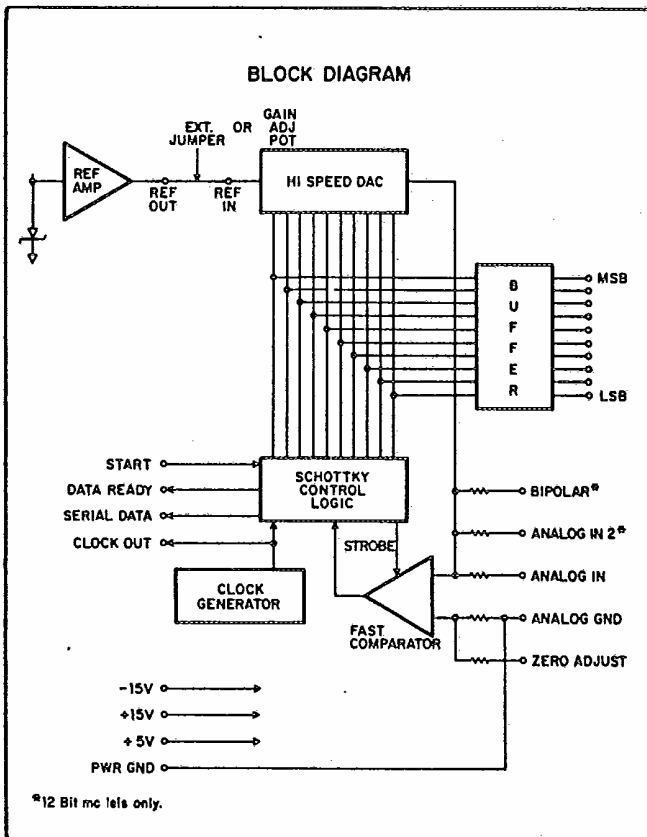 BLOCK DIAGRAM
EXT. JUMPER OR GAIN ADJ POT
REF AMP
REF OUT
REF IN
HI SPEED DAC
BUFFER
MSB
LSB
START
DATA READY
SERIAL DATA
CLOCK OUT
SCHOTTKY CONTROL LOGIC
STROBE
CLOCK GENERATOR
FAST COMPARATOR
BIPOLAR*
ANALOG IN 2*
ANALOG IN
ANALOG GND
ZERO ADJUST
-15V
+15V
+5V
PWR GND
*12 Bit mc lels only.